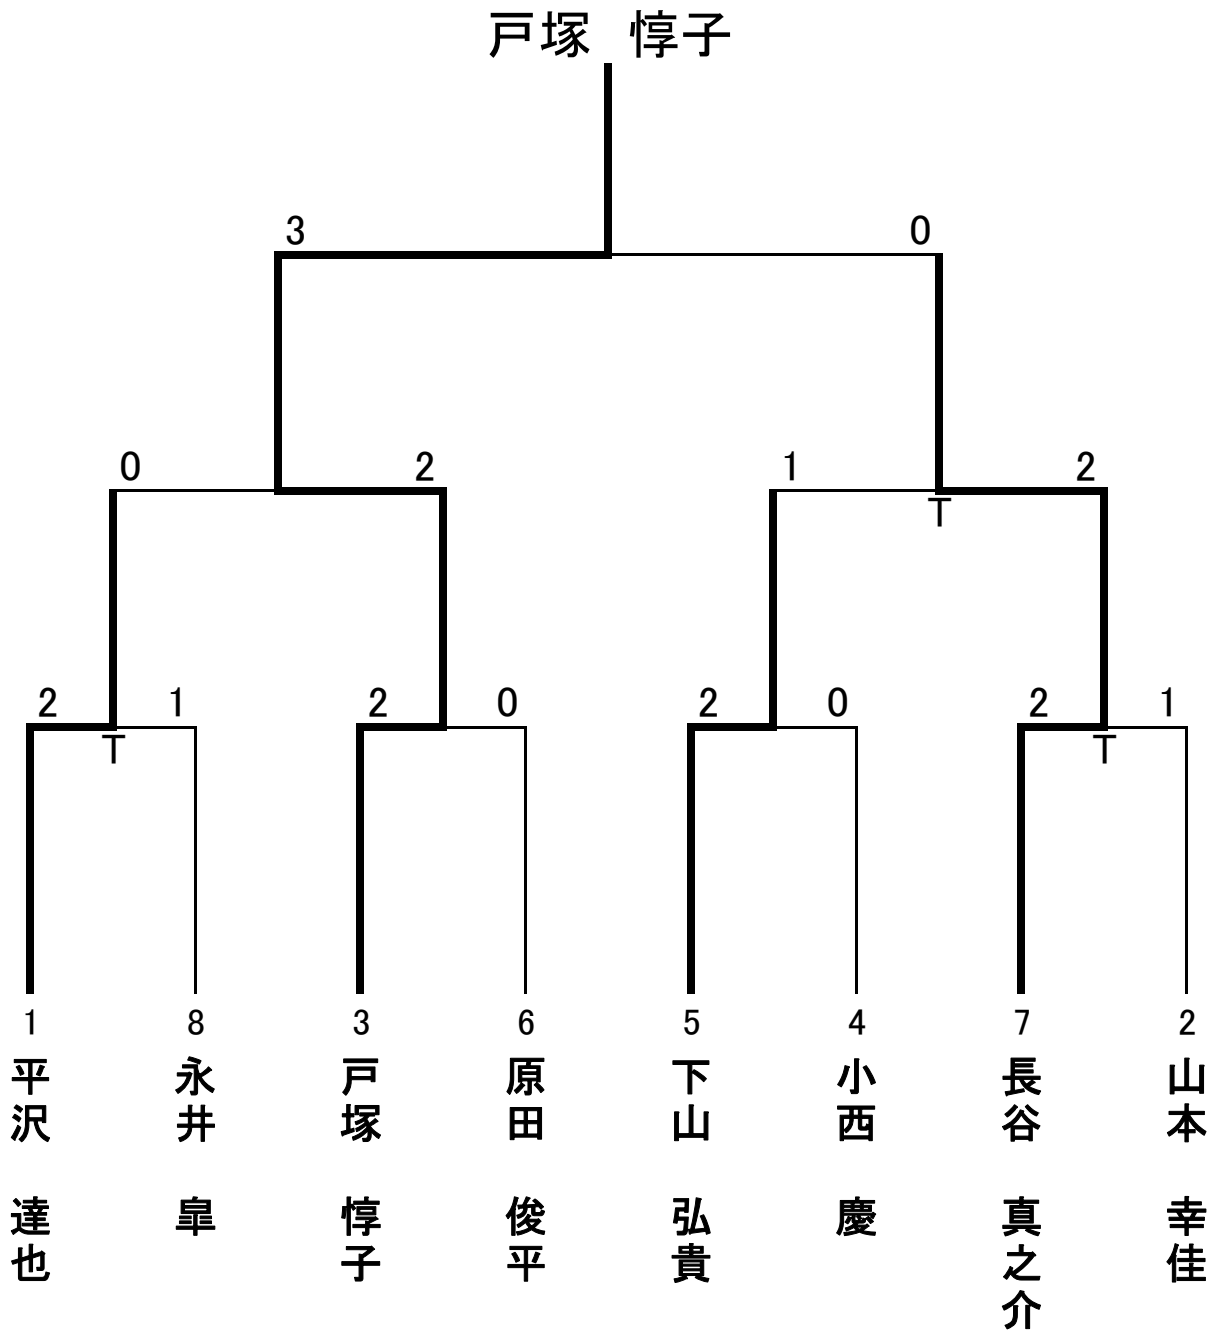 戸塚 惇子
3 0
0 2 1 2
T
2 1 2 0 2 0 2 1
T T
1 8 3 6 5 4 7 2
平沢 達也
永井 皐
戸塚 惇子
原田 俊平
下山 弘貴
小西 慶
長谷 真之介
山本 幸佳